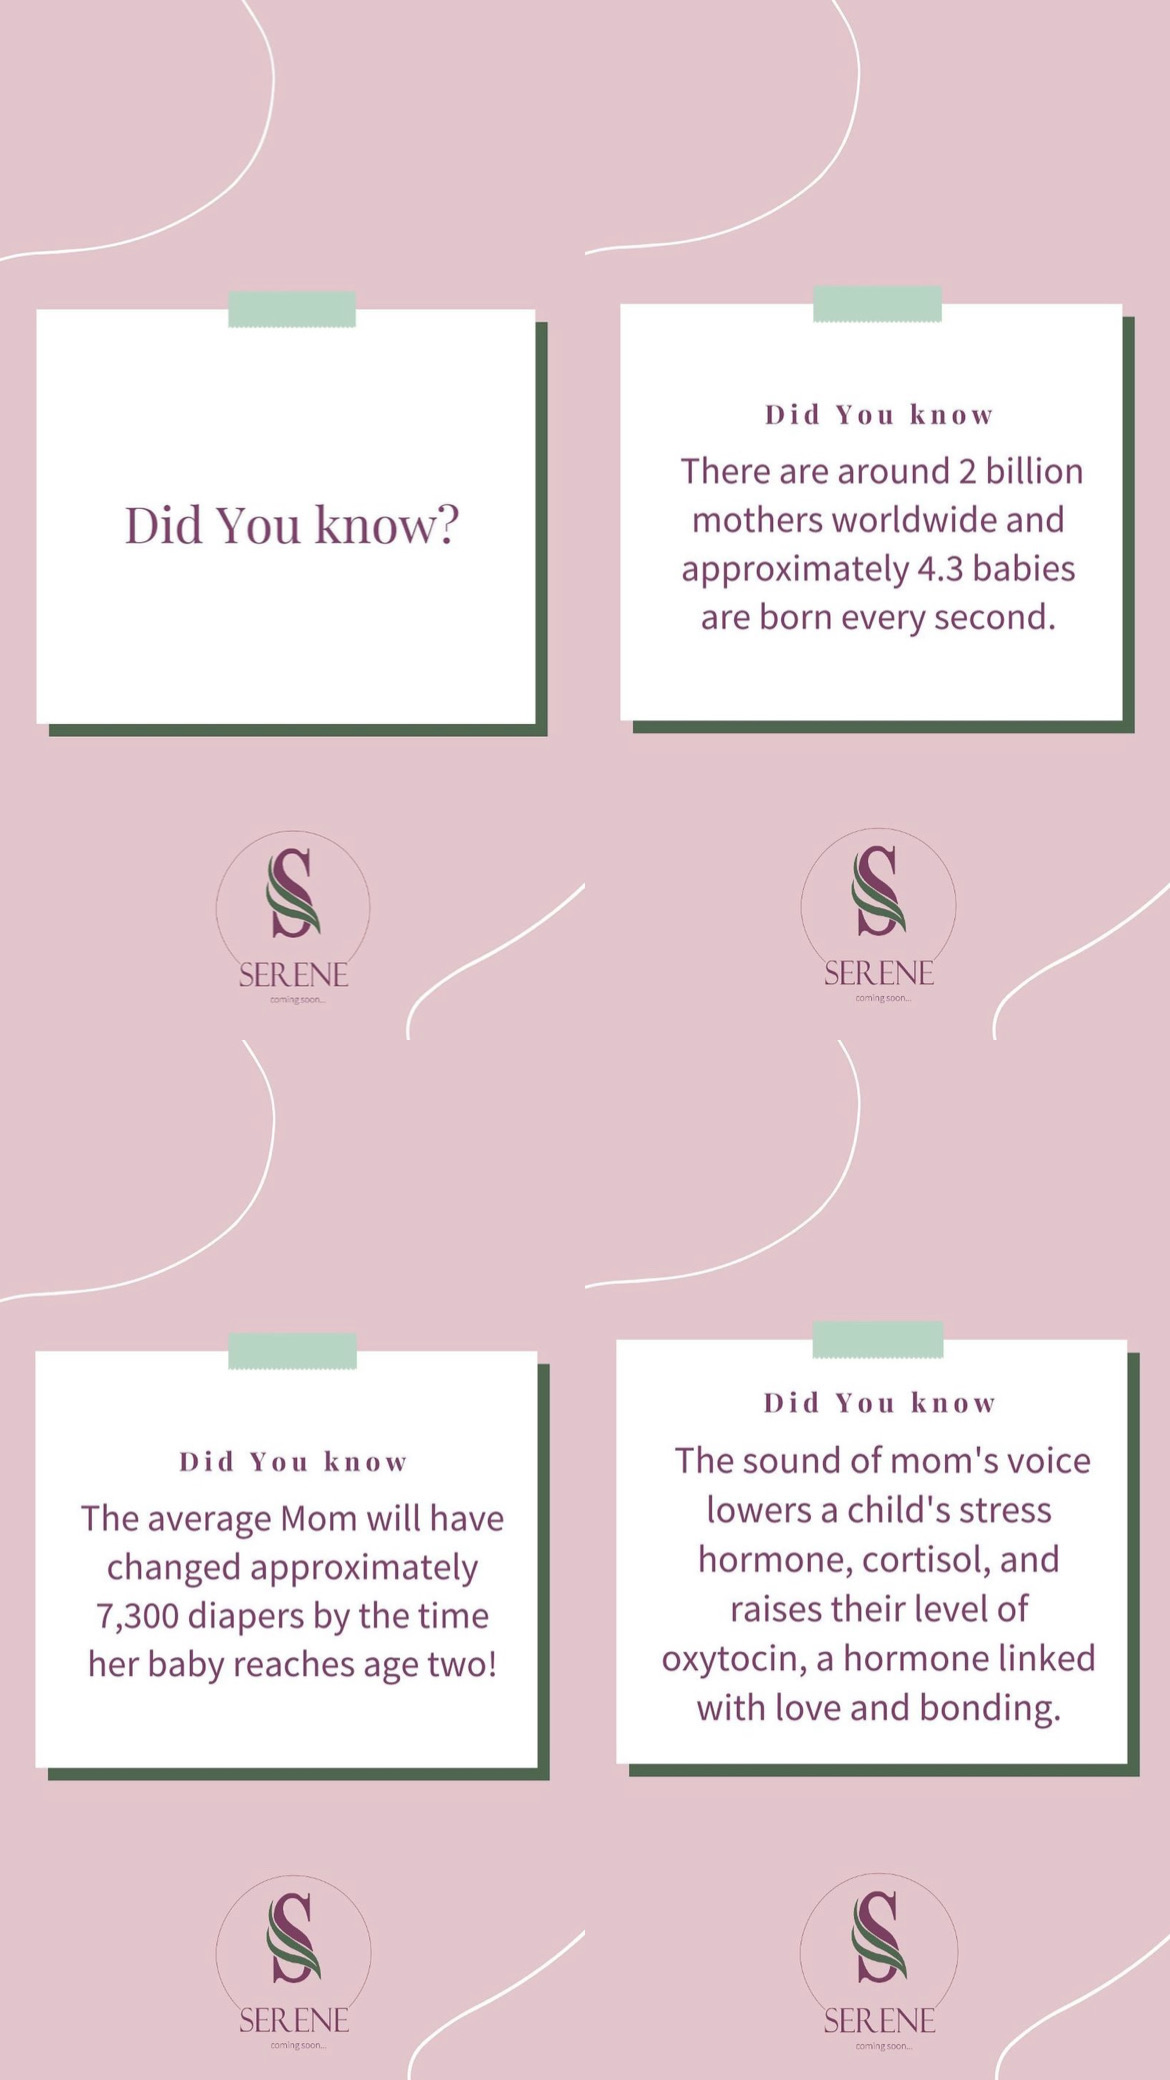 Did You know?
SERENE
coming soon...
Did You know
There are around 2 billion
mothers worldwide and
approximately 4.3 babies
are born every second.
SERENE
coming soon...
Did You know
The average Mom will have
changed approximately
7,300 diapers by the time
her baby reaches age two!
SERENE
coming soon...
Did You know
The sound of mom's voice
lowers a child's stress
hormone, cortisol, and
raises their level of
oxytocin, a hormone linked
with love and bonding.
SERENE
coming soon...